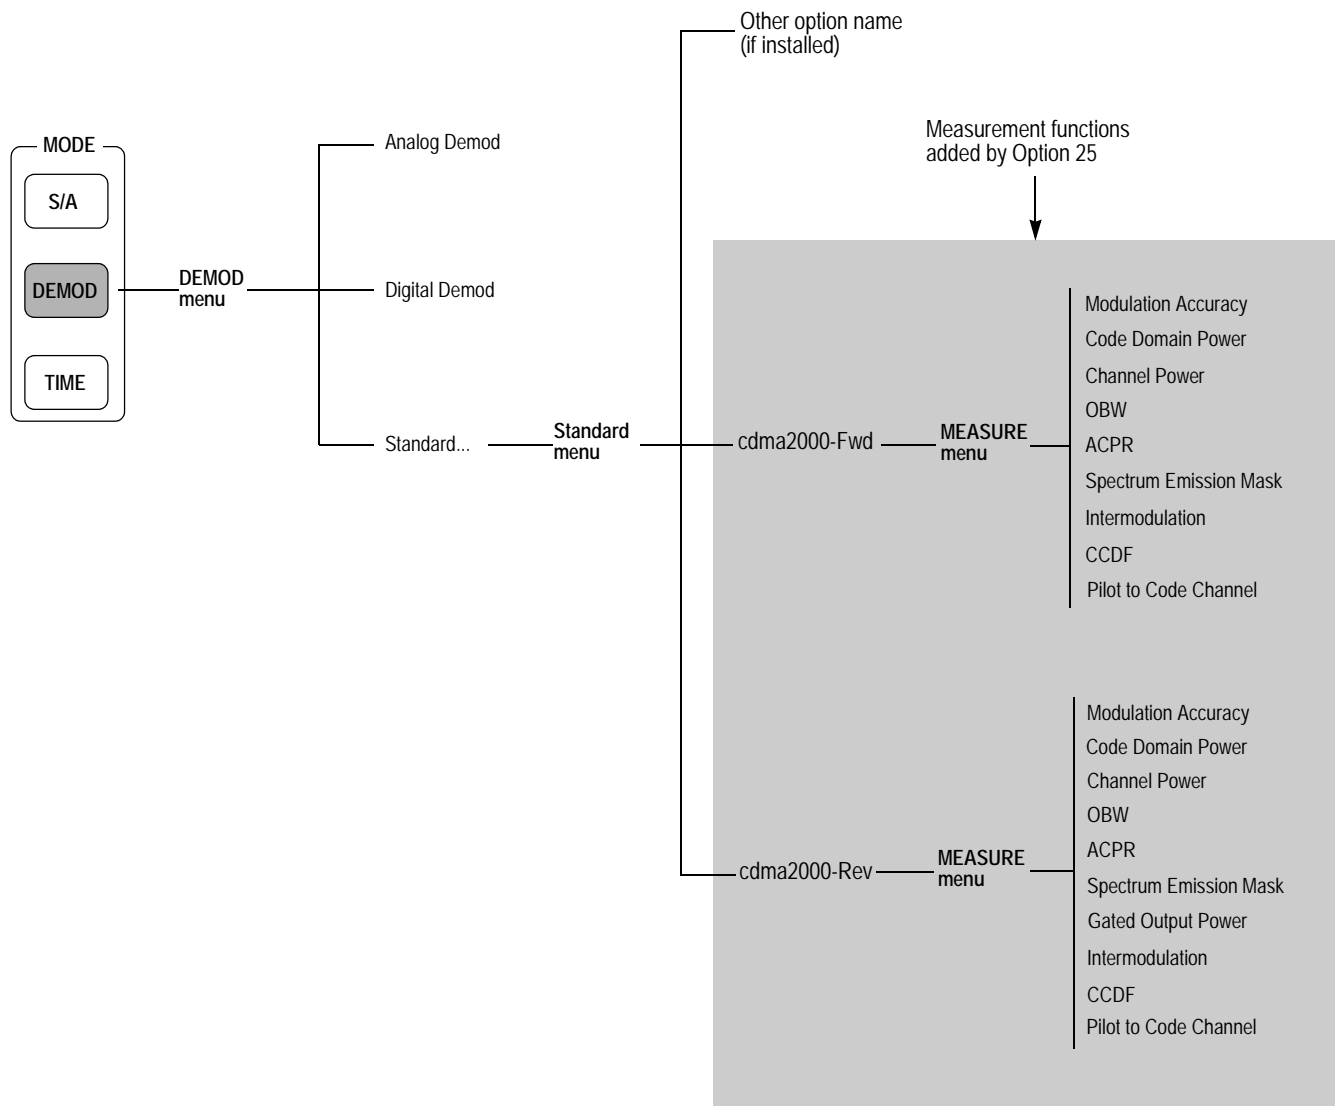 Other option name
(if installed)
Measurement functions
added by Option 25
MODE
S/A
DEMOD
TIME
DEMOD
menu
Analog Demod
Digital Demod
Standard...
Standard
menu
cdma2000-Fwd
MEASURE
menu
Modulation Accuracy
Code Domain Power
Channel Power
OBW
ACPR
Spectrum Emission Mask
Intermodulation
CCDF
Pilot to Code Channel
cdma2000-Rev
MEASURE
menu
Modulation Accuracy
Code Domain Power
Channel Power
OBW
ACPR
Spectrum Emission Mask
Gated Output Power
Intermodulation
CCDF
Pilot to Code Channel